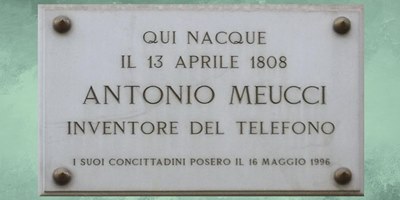 QUI NACQUE
IL 13 APRILE 1808
ANTONIO MEUCCI
INVENTORE DEL TELEFONO
I SUOI CONCITTADINI POSERO IL 16 MAGGIO 1996